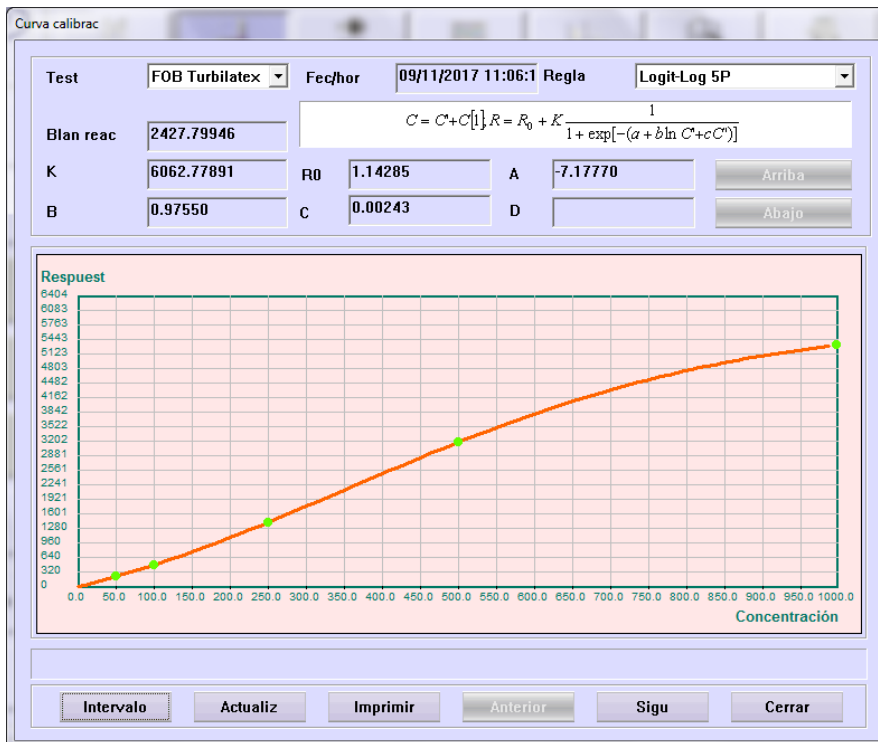 Curva calibrac
Test FOB Turbilatex Fec/hor 09/11/2017 11:06:1 Regla Logit-Log 5P
C = C'+C[1], R = R₀ + K 1 / 1 + exp[−(a + b ln C'+cC')]
Blan reac 2427.79946
K 6062.77891 R0 1.14285 A -7.17770 Arriba
B 0.97550 C 0.00243 D Abajo
Respuest
6404
6083
5763
5443
5123
4803
4482
4162
3842
3522
3202
2881
2561
2241
1921
1601
1280
960
640
320
0
0.0 50.0 100.0 150.0 200.0 250.0 300.0 350.0 400.0 450.0 500.0 550.0 600.0 650.0 700.0 750.0 800.0 850.0 900.0 950.0 1000.0
Concentración
Intervalo Actualiz Imprimir Anterior Sigu Cerrar